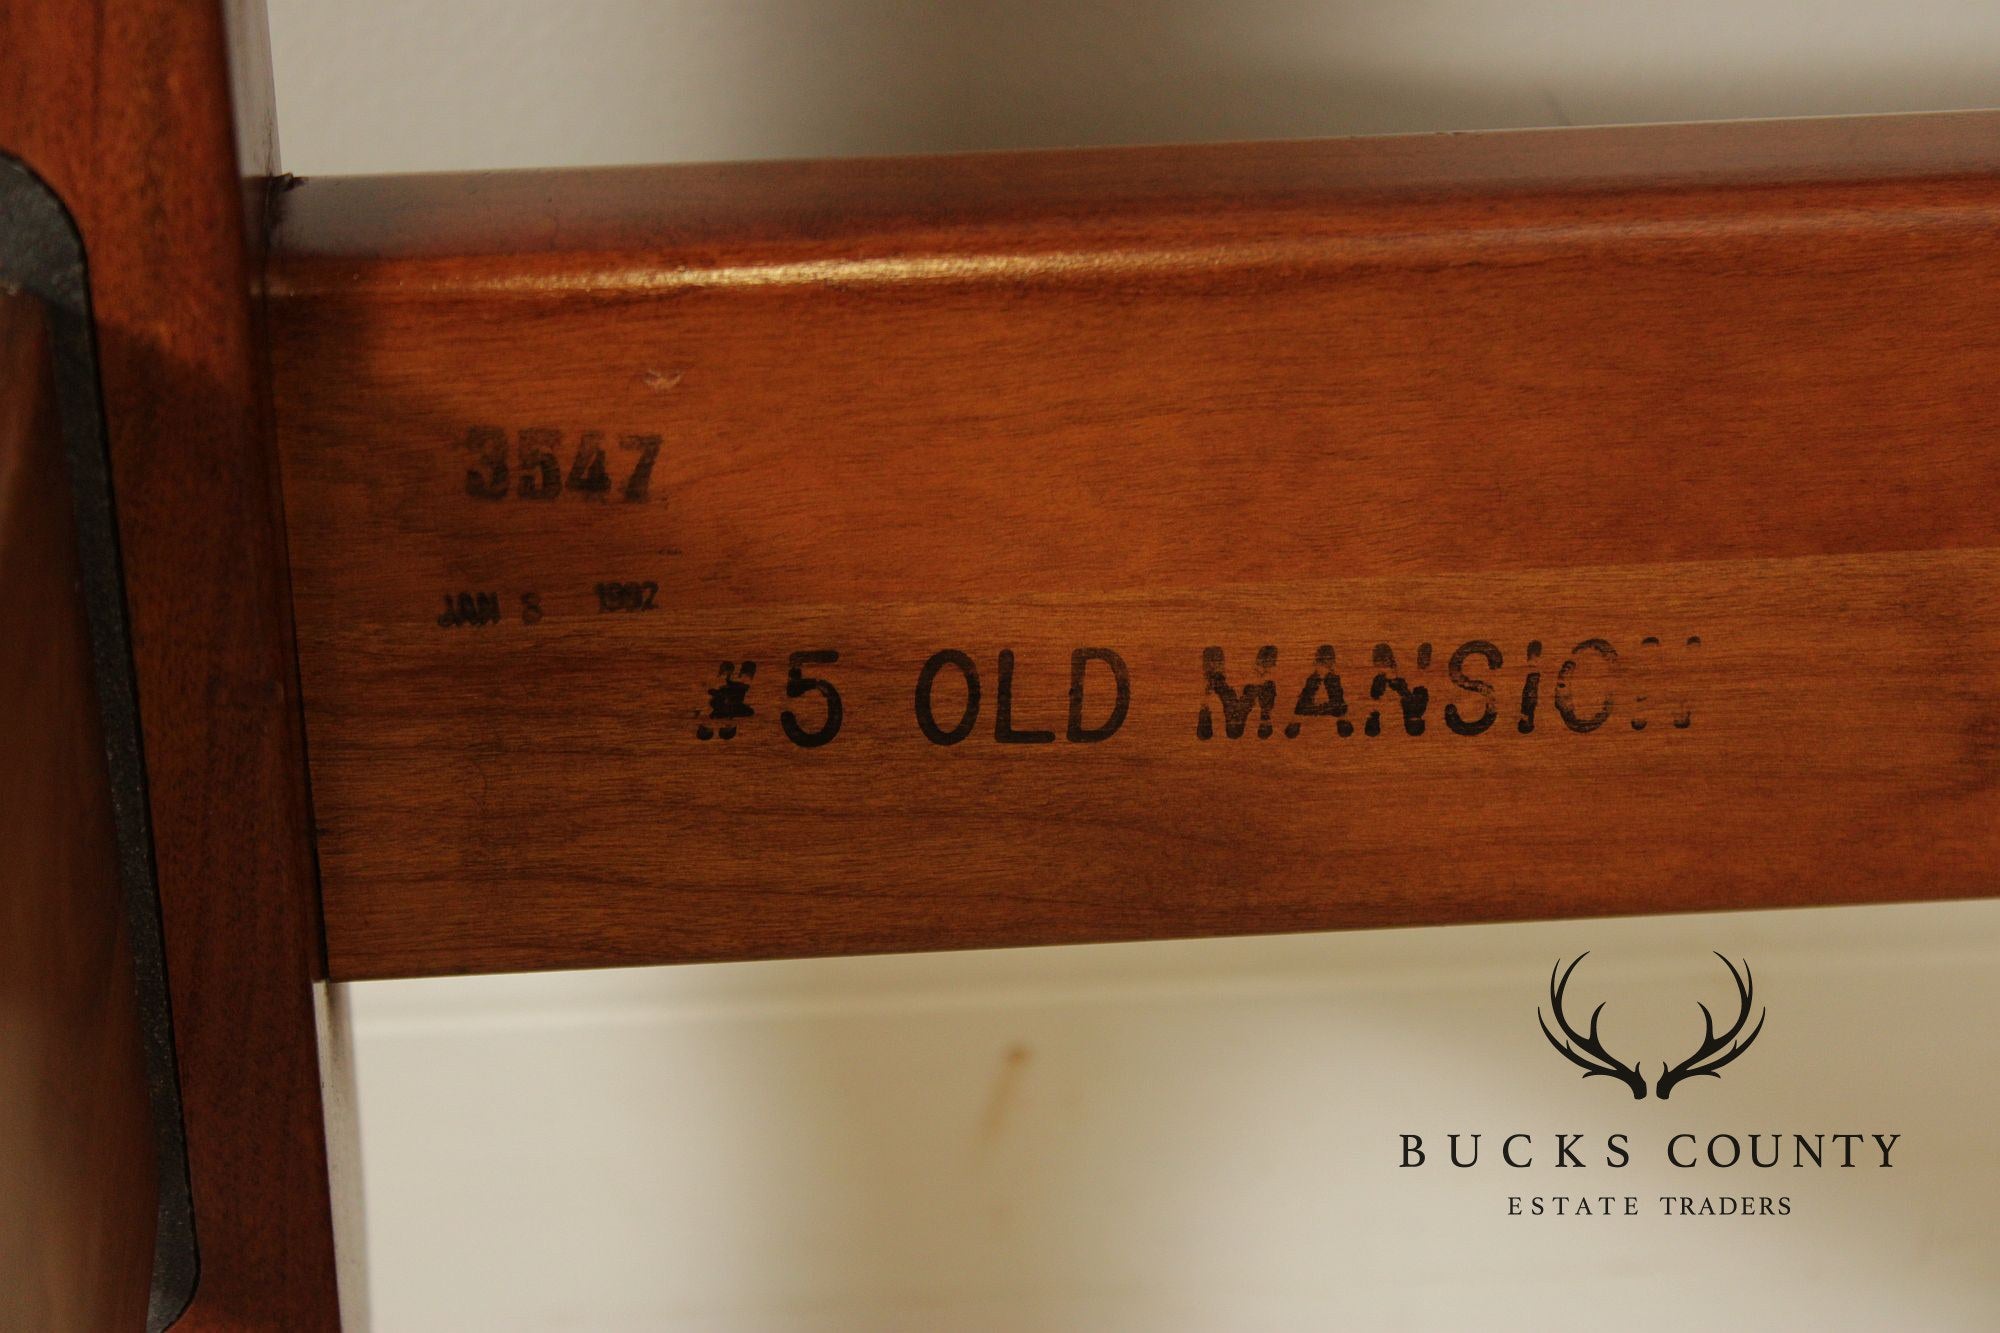 3547
JAN 8 1992
#5 OLD MANSION
BUCKS COUNTY
ESTATE TRADERS